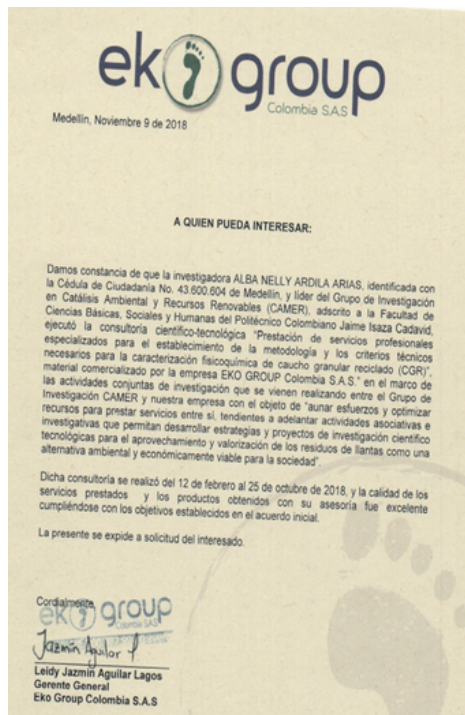 eko group
Colombia S.A.S
Medellín, Noviembre 9 de 2018
A QUIEN PUEDA INTERESAR:
Damos constancia de que la investigadora ALBA NELLY ARDILA ARIAS, identificada con
la Cédula de Ciudadanía No. 43.600.604 de Medellín, y líder del Grupo de Investigación
en Catálisis Ambiental y Recursos Renovables (CAMER), adscrito a la Facultad de
Ciencias Básicas, Sociales y Humanas del Politécnico Colombiano Jaime Isaza Cadavid,
ejecutó la consultoría científico-tecnológica "Prestación de servicios profesionales
especializados para el establecimiento de la metodología y los criterios técnicos
necesarios para la caracterización fisicoquímica de caucho granular reciclado (CGR)",
material comercializado por la empresa EKO GROUP Colombia S.A.S." en el marco de
las actividades conjuntas de investigación que se vienen realizando entre el Grupo de
Investigación CAMER y nuestra empresa con el objeto de "aunar esfuerzos y optimizar
recursos para prestar servicios entre sí, tendientes a adelantar actividades asociativas e
investigativas que permitan desarrollar estrategias y proyectos de investigación científico
tecnológicas para el aprovechamiento y valorización de los residuos de llantas como una
alternativa ambiental y económicamente viable para la sociedad".
Dicha consultoría se realizó del 12 de febrero al 25 de octubre de 2018, y la calidad de los
servicios prestados y los productos obtenidos con su asesoría fue excelente
cumpliéndose con los objetivos establecidos en el acuerdo inicial.
La presente se expide a solicitud del interesado.
Cordialmente,
eko group
Colombia S.A.S
Jazmín Aguilar L
Leidy Jazmín Aguilar Lagos
Gerente General
Eko Group Colombia S.A.S